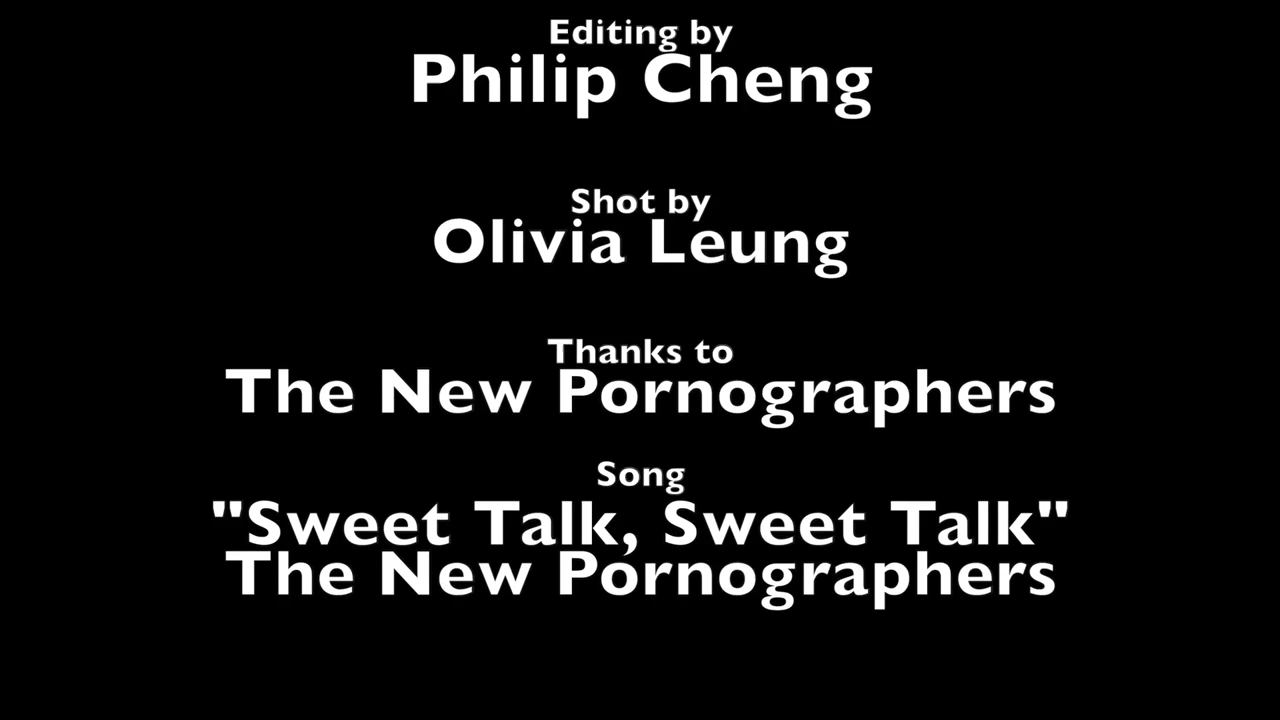 Editing by
Philip Cheng
Shot by
Olivia Leung
Thanks to
The New Pornographers
Song
"Sweet Talk, Sweet Talk"
The New Pornographers